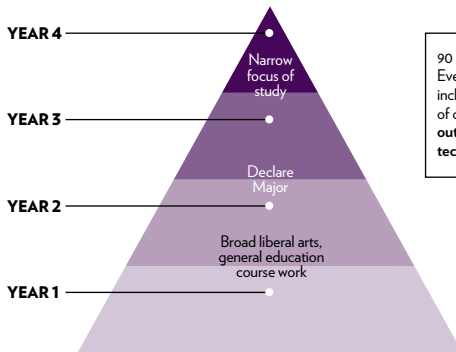 YEAR 4
Narrow
focus of
study
YEAR 3
Declare
Major
YEAR 2
Broad liberal arts,
general education
course work
YEAR 1
90
Eve
incl
of c
out
tec